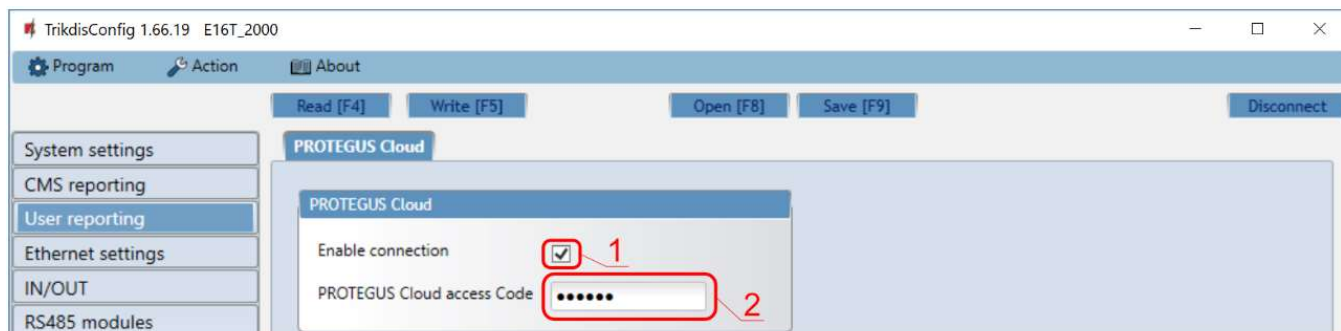 TrikdisConfig 1.66.19 E16T_2000
Program Action About
Read [F4] Write [F5] Open [F8] Save [F9] Disconnect
System settings
CMS reporting
User reporting
Ethernet settings
IN/OUT
RS485 modules
PROTEGUS Cloud
PROTEGUS Cloud
Enable connection 1
PROTEGUS Cloud access Code •••••• 2